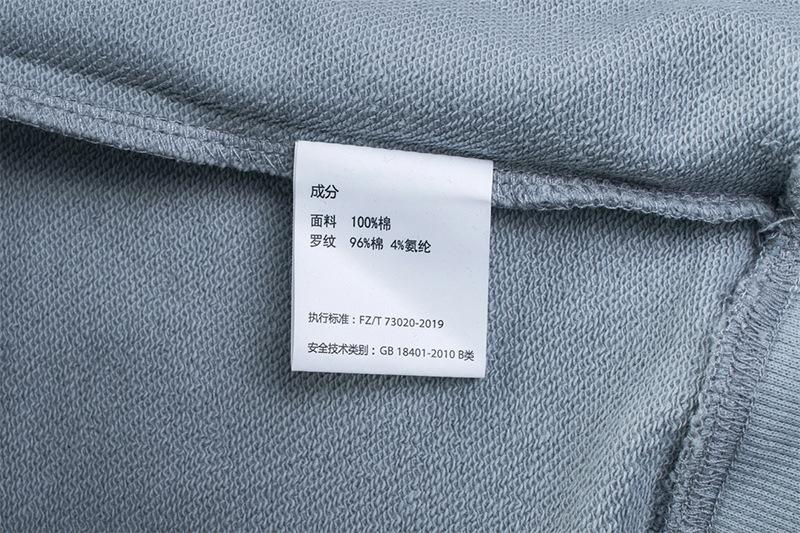 成分
面料 100%棉
罗纹 96%棉 4%氨纶
执行标准：FZ/T 73020-2019
安全技术类别：GB 18401-2010 B类